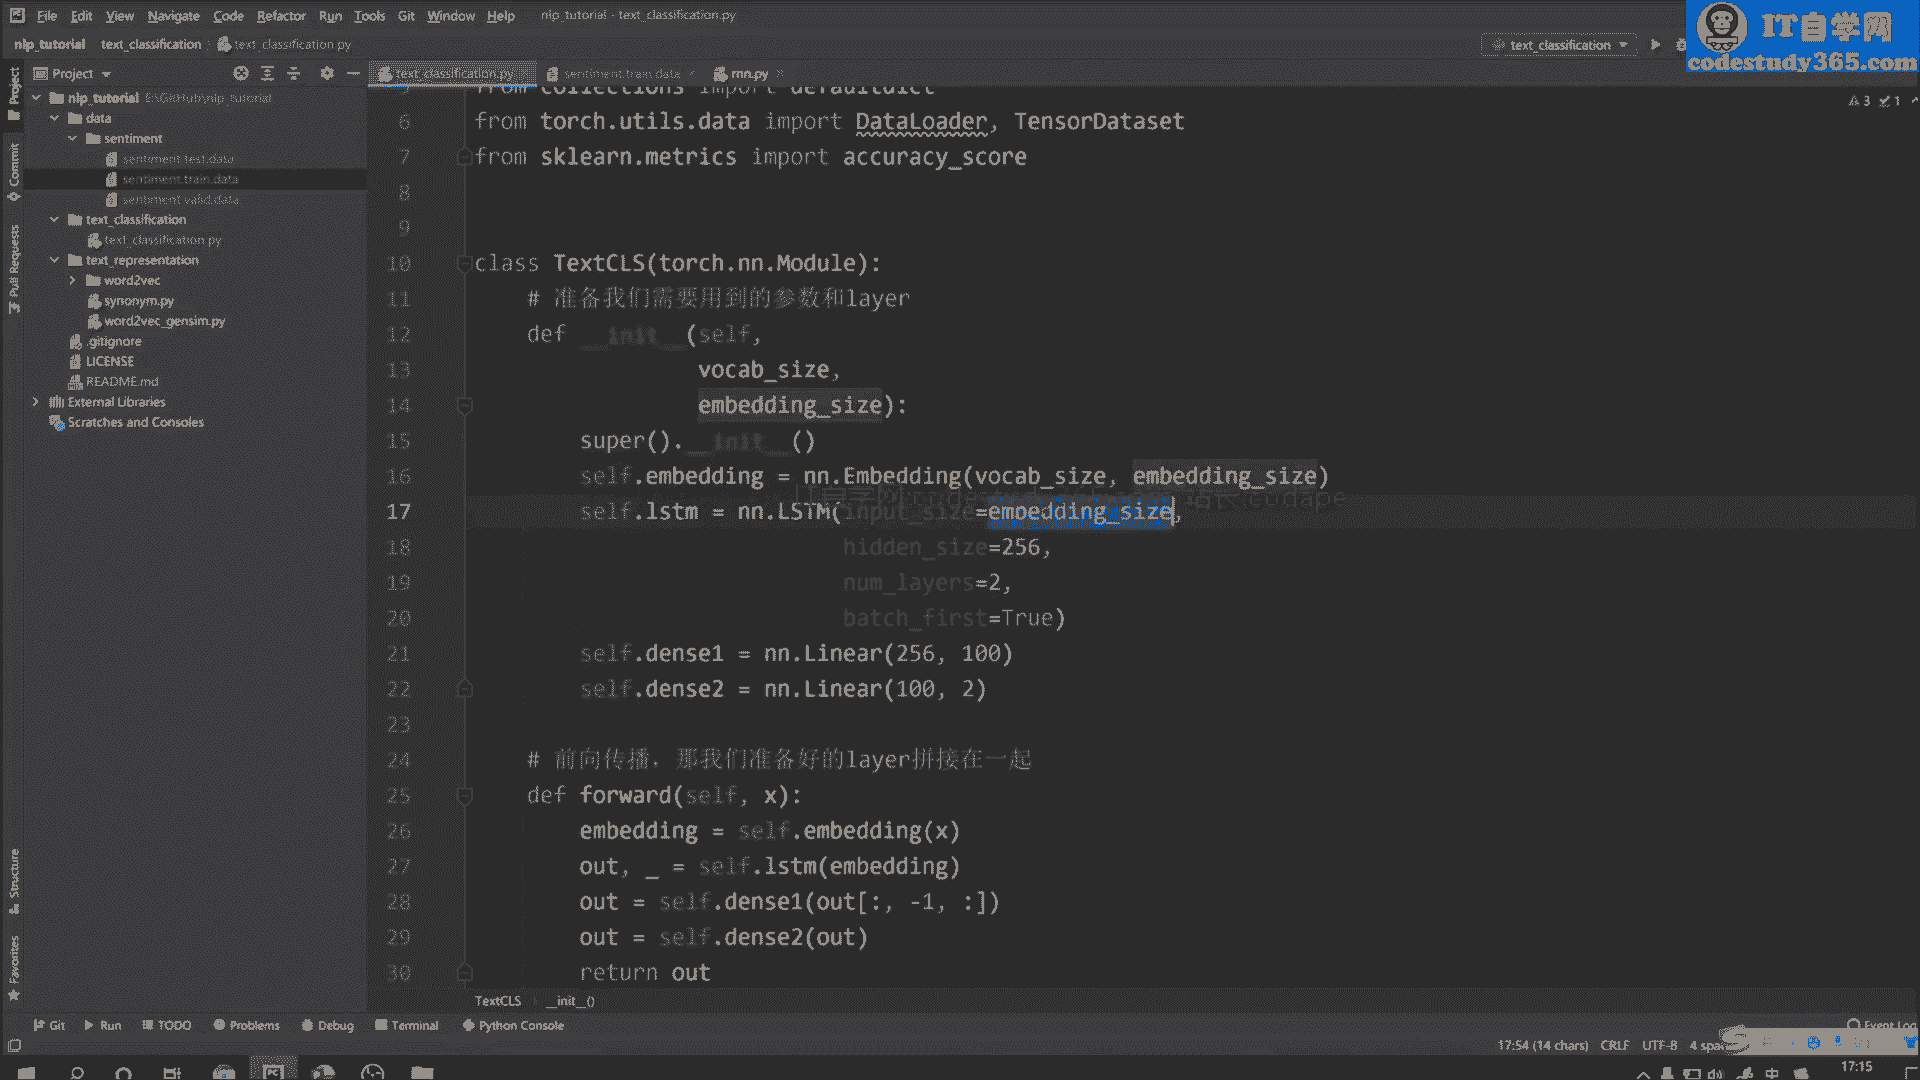 File Edit View Navigate Code Refactor Run Tools Git Window Help nlp_tutorial - text_classification.py
IT自学网
codestudy365.com
nlp_tutorial text_classification text_classification.py
text_classification
Project
text_classification.py sentiment.train.data rnn.py
nlp_tutorial E:\GitHub\nlp_tutorial
data
sentiment
sentiment.test.data
sentiment.train.data
sentiment.valid.data
text_classification
text_classification.py
text_representation
word2vec
synonym.py
word2vec_gensim.py
.gitignore
LICENSE
README.md
External Libraries
Scratches and Consoles
Project
Commit
Pull Requests
Structure
Favorites
3 1
5 from collections import defaultdict
6 from torch.utils.data import DataLoader, TensorDataset
7 from sklearn.metrics import accuracy_score
8
9
10 class TextCLS(torch.nn.Module):
11 # 准备我们需要用到的参数和layer
12 def __init__(self,
13 vocab_size,
14 embedding_size):
15 super().__init__()
16 self.embedding = nn.Embedding(vocab_size, embedding_size)
17 self.lstm = nn.LSTM(input_size=embedding_size,
18 hidden_size=256,
19 num_layers=2,
20 batch_first=True)
21 self.dense1 = nn.Linear(256, 100)
22 self.dense2 = nn.Linear(100, 2)
23
24 # 前向传播，那我们准备好的layer拼接在一起
25 def forward(self, x):
26 embedding = self.embedding(x)
27 out, _ = self.lstm(embedding)
28 out = self.dense1(out[:, -1, :])
29 out = self.dense2(out)
30 return out
TextCLS __init__()
Git Run TODO Problems Debug Terminal Python Console Event Log
17:54 (14 chars) CRLF UTF-8 4
中 17:15